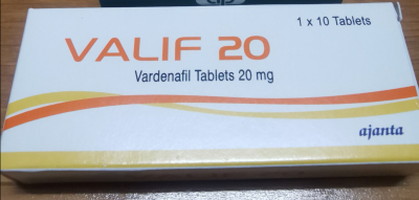 1 x 10 Tablets
VALIF 20
Vardenafil Tablets 20 mg
ajanta